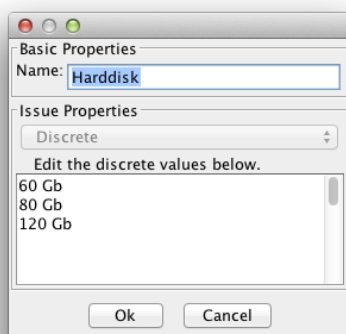 Basic Properties
Name: Harddisk
Issue Properties
Discrete
Edit the discrete values below.
60 Gb
80 Gb
120 Gb
Ok Cancel